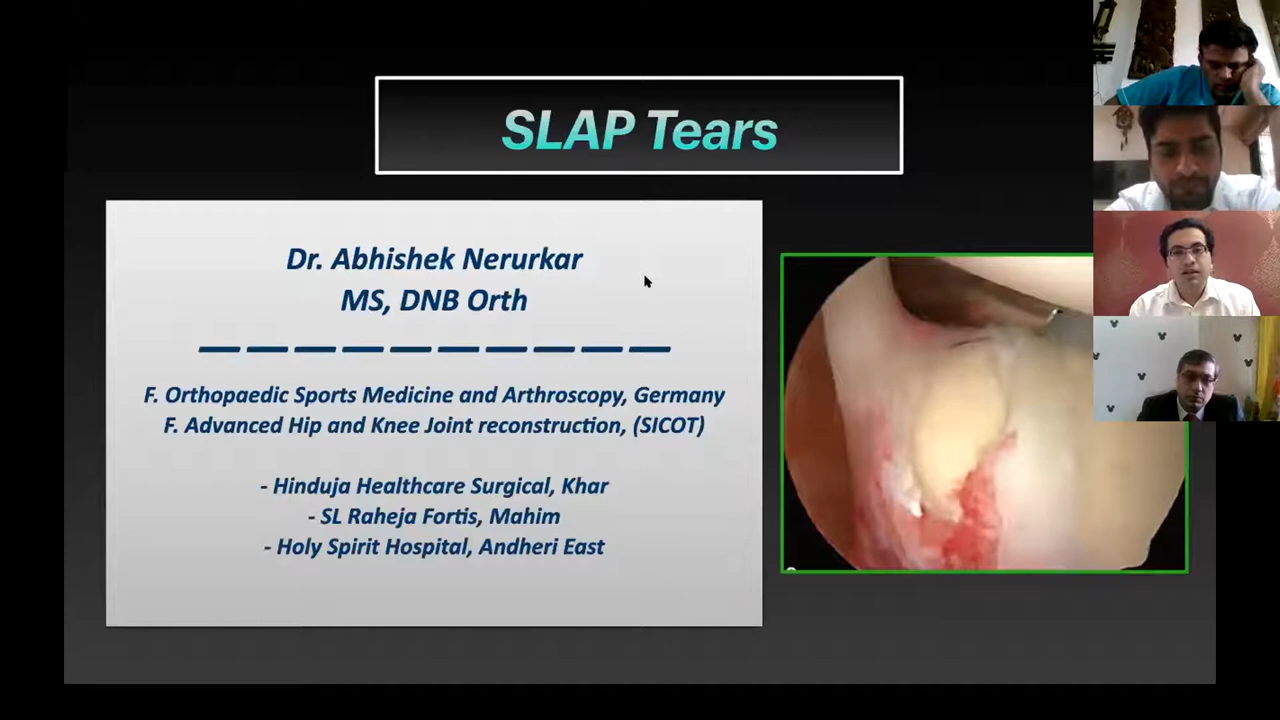 SLAP Tears
Dr. Abhishek Nerurkar
MS, DNB Orth
F. Orthopaedic Sports Medicine and Arthroscopy, Germany
F. Advanced Hip and Knee Joint reconstruction, (SICOT)
- Hinduja Healthcare Surgical, Khar
- SL Raheja Fortis, Mahim
- Holy Spirit Hospital, Andheri East